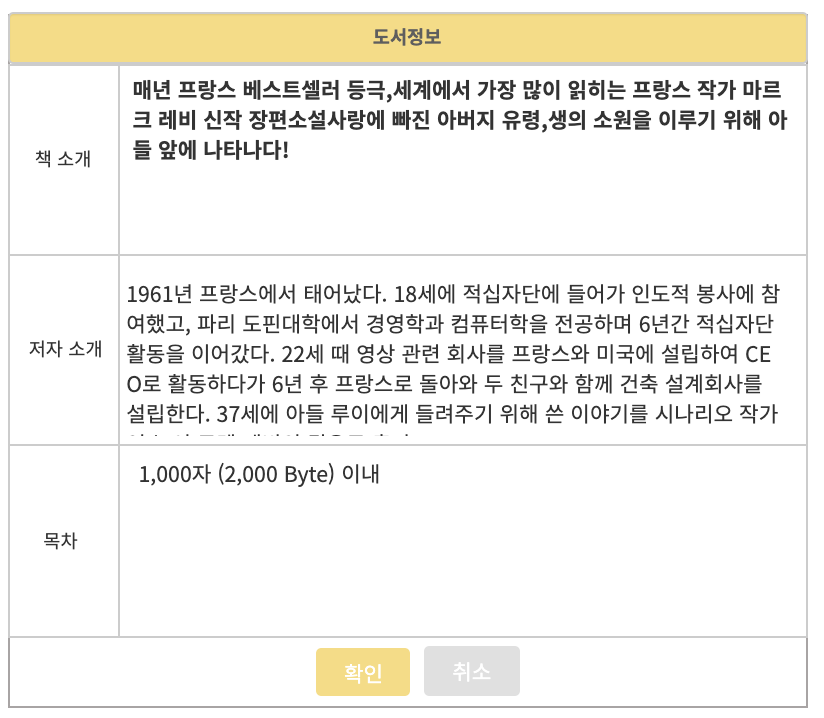 도서정보
책 소개
매년 프랑스 베스트셀러 등극,세계에서 가장 많이 읽히는 프랑스 작가 마르
크 레비 신작 장편소설사랑에 빠진 아버지 유령,생의 소원을 이루기 위해 아
들 앞에 나타나다!
저자 소개
1961년 프랑스에서 태어났다. 18세에 적십자단에 들어가 인도적 봉사에 참
여했고, 파리 도핀대학에서 경영학과 컴퓨터학을 전공하며 6년간 적십자단
활동을 이어갔다. 22세 때 영상 관련 회사를 프랑스와 미국에 설립하여 CE
O로 활동하다가 6년 후 프랑스로 돌아와 두 친구와 함께 건축 설계회사를
설립한다. 37세에 아들 루이에게 들려주기 위해 쓴 이야기를 시나리오 작가
목차
1,000자 (2,000 Byte) 이내
확인
취소